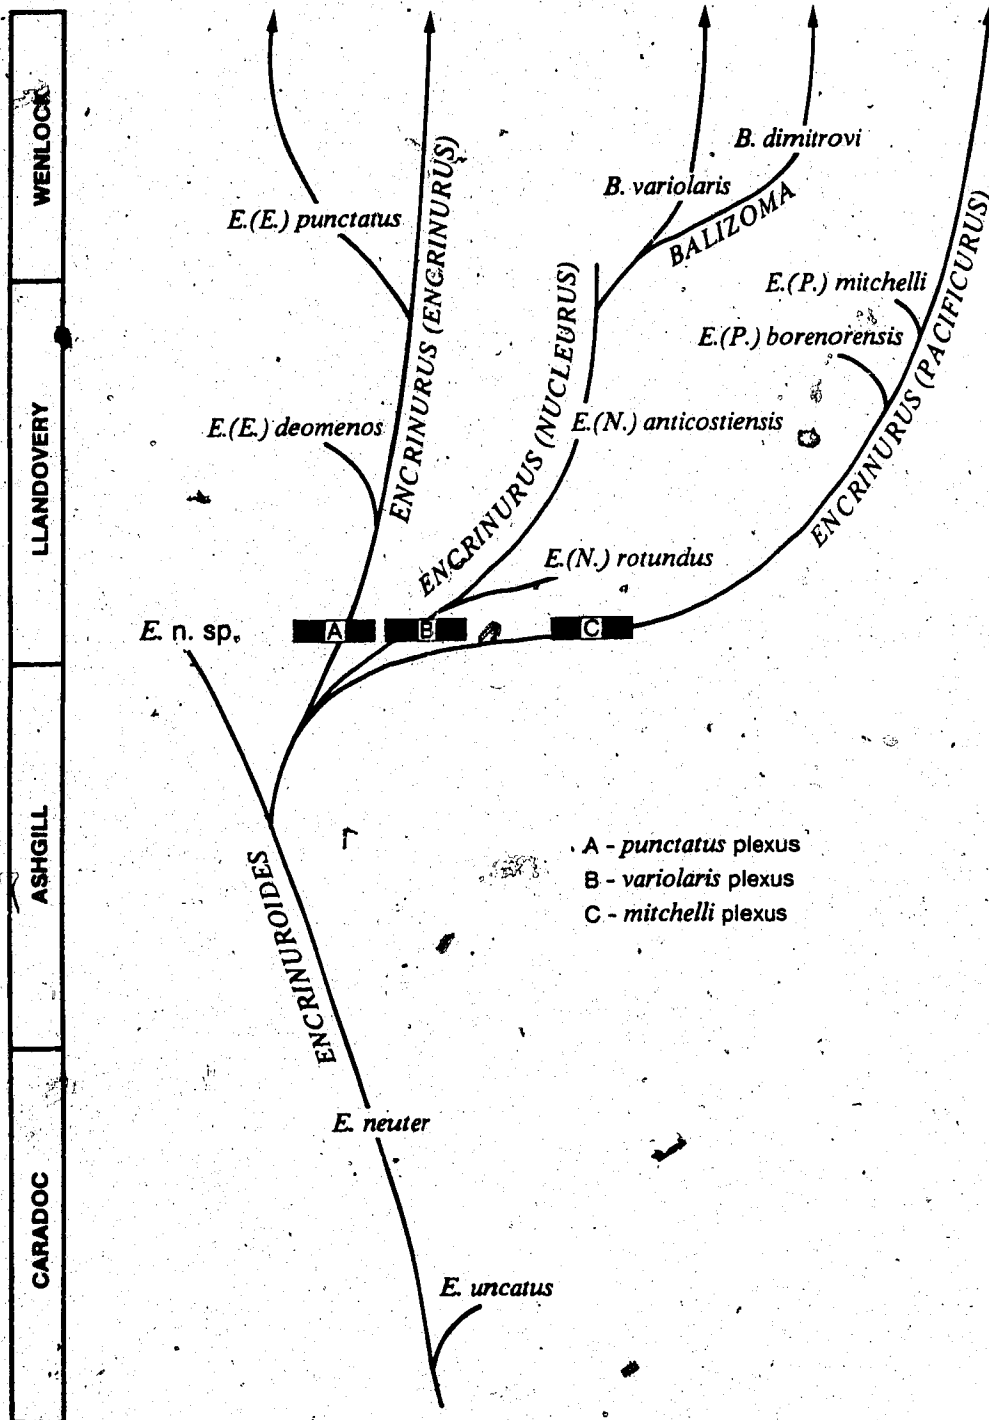 WENLOCK
B. dimitrovi
B. variolaris
BALIZOMA
E.(E.) punctatus
ENCRINURUS (ENCRINURUS)
E.(P.) mitchelli
E.(P.) borenorensis
ENCRINURUS (NUCLEURUS)
ENCRINURUS (PACIFICURUS)
LLANDOVERY
E.(E.) deomenos
E.(N.) anticostiensis
E.(N.) rotundus
E. n. sp.
A
B
C
ASHGILL
ENCRINUROIDES
A - punctatus plexus
B - variolaris plexus
C - mitchelli plexus
E. neuter
CARADOC
E. uncatus